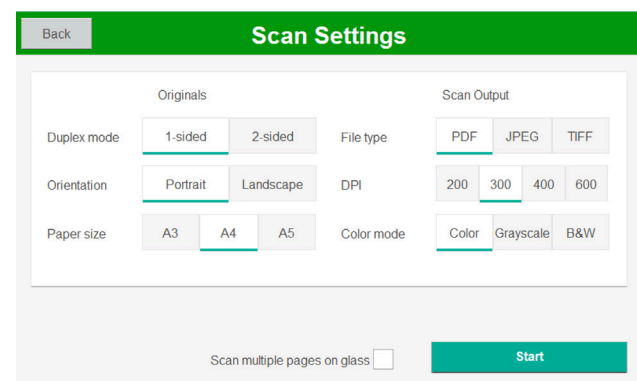 Back
Scan Settings
Originals
Scan Output
Duplex mode 1-sided 2-sided File type PDF JPEG TIFF
Orientation Portrait Landscape DPI 200 300 400 600
Paper size A3 A4 A5 Color mode Color Grayscale B&W
Scan multiple pages on glass
Start